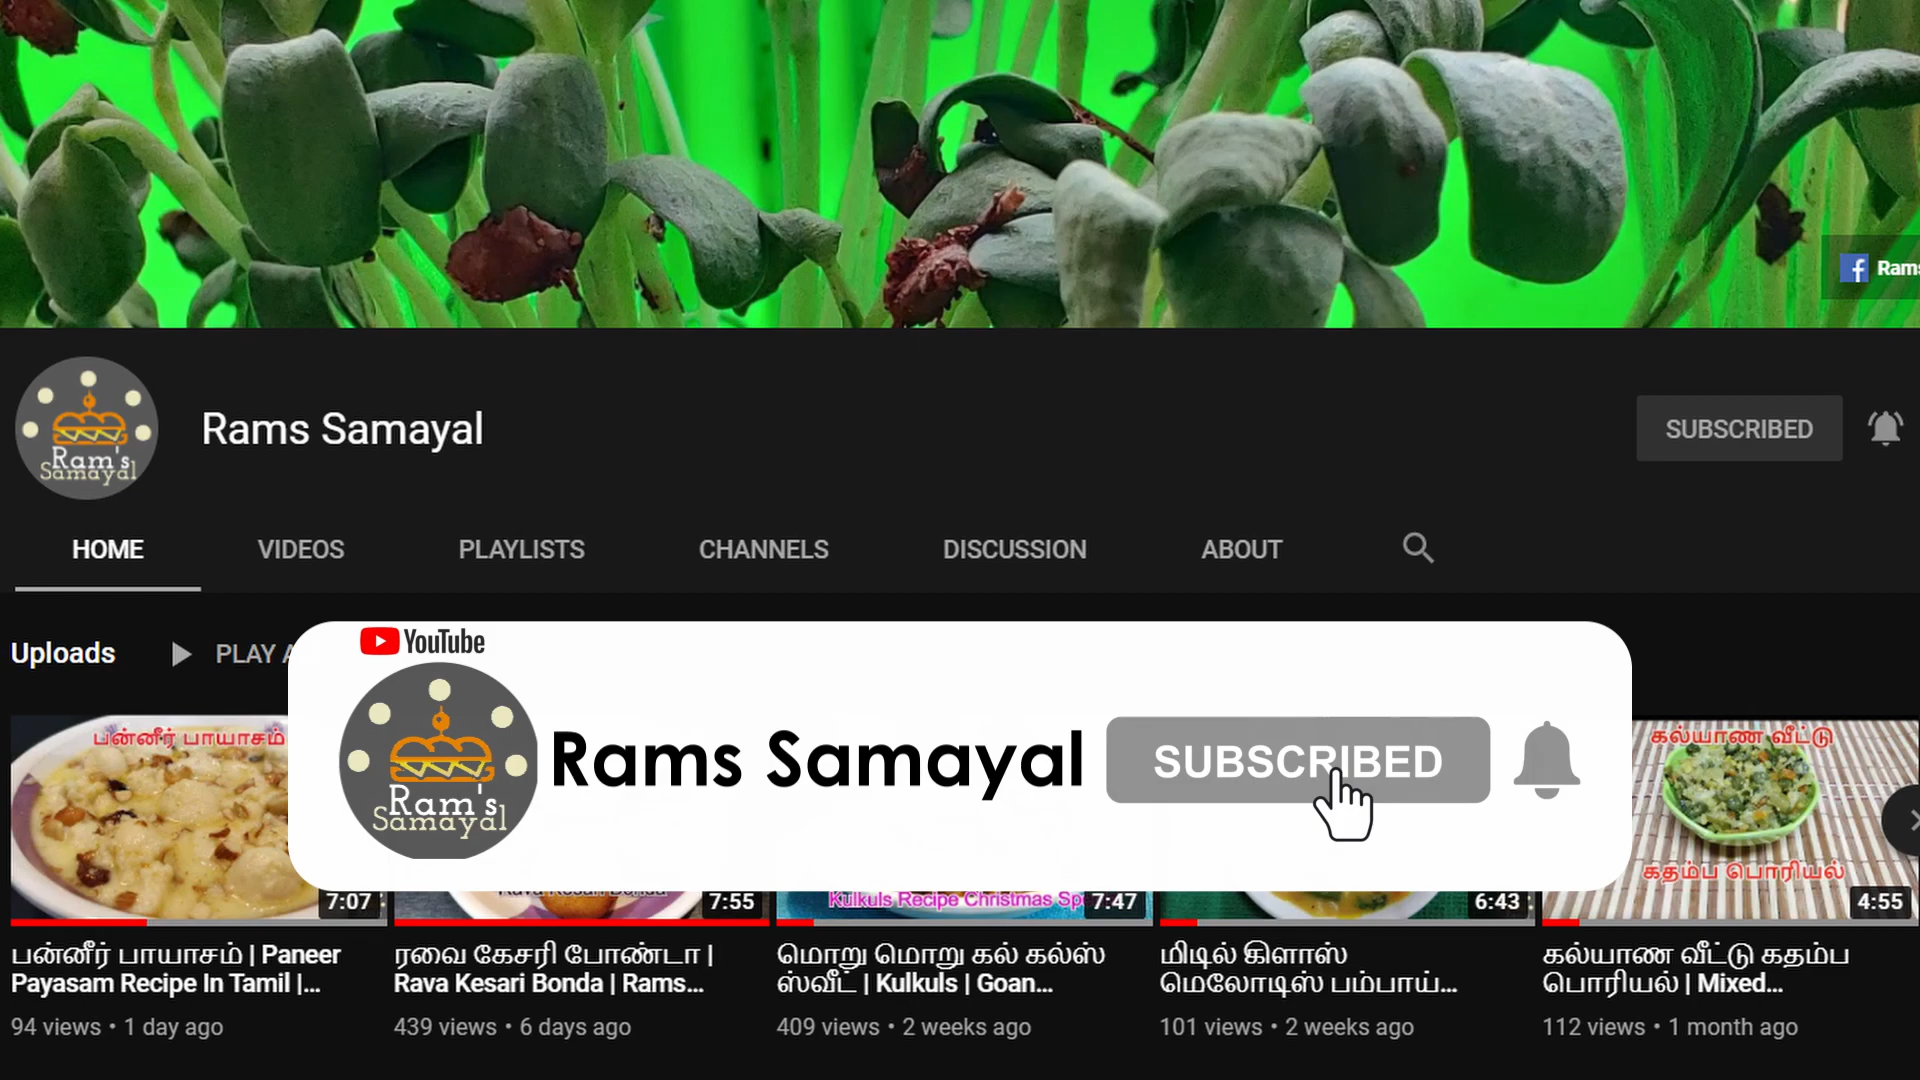 Rams
Ram's
Samayal
Rams Samayal
SUBSCRIBED
HOME
VIDEOS
PLAYLISTS
CHANNELS
DISCUSSION
ABOUT
Uploads
PLAY
YouTube
Ram's
Samayal
Rams Samayal
SUBSCRIBED
பன்னீர் பாயாசம்
கல்யாண வீட்டு
கதம்ப பொரியல்
Rava Kesari Bonda
Kulkuls Recipe Christmas
7:07
7:55
7:47
6:43
4:55
பன்னீர் பாயாசம் | Paneer
Payasam Recipe In Tamil |...
94 views • 1 day ago
ரவை கேசரி போண்டா |
Rava Kesari Bonda | Rams...
439 views • 6 days ago
மொறு மொறு கல் கல்ஸ்
ஸ்வீட் | Kulkuls | Goan...
409 views • 2 weeks ago
மிடில் கிளாஸ்
மெலோடிஸ் பம்பாய்...
101 views • 2 weeks ago
கல்யாண வீட்டு கதம்ப
பொரியல் | Mixed...
112 views • 1 month ago